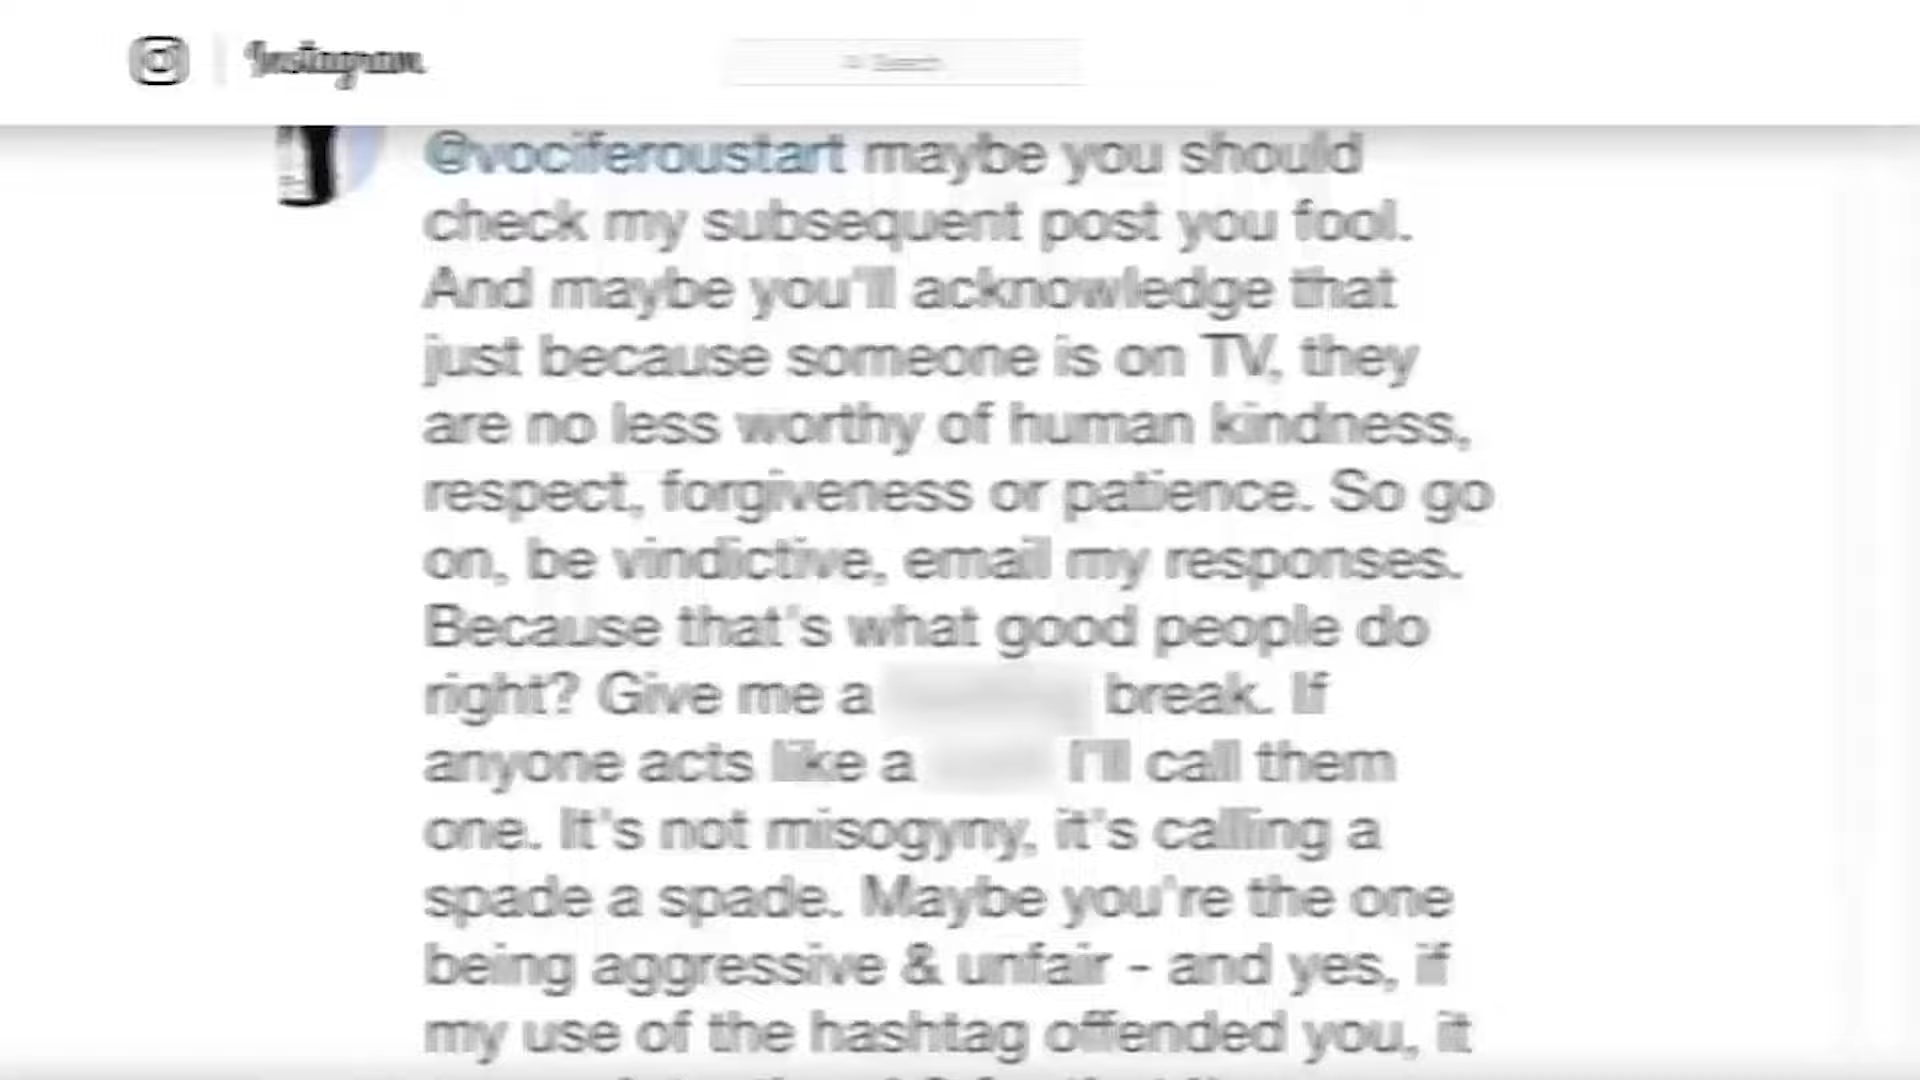 Instagram
Search
@vociferoustart maybe you should
check my subsequent post you fool.
And maybe you'll acknowledge that
just because someone is on TV, they
are no less worthy of human kindness,
respect, forgiveness or patience. So go
on, be vindictive, email my responses.
Because that's what good people do
right? Give me a break. If
anyone acts like a I'll call them
one. It's not misogyny, it's calling a
spade a spade. Maybe you're the one
being aggressive & unfair - and yes, if
my use of the hashtag offended you, it